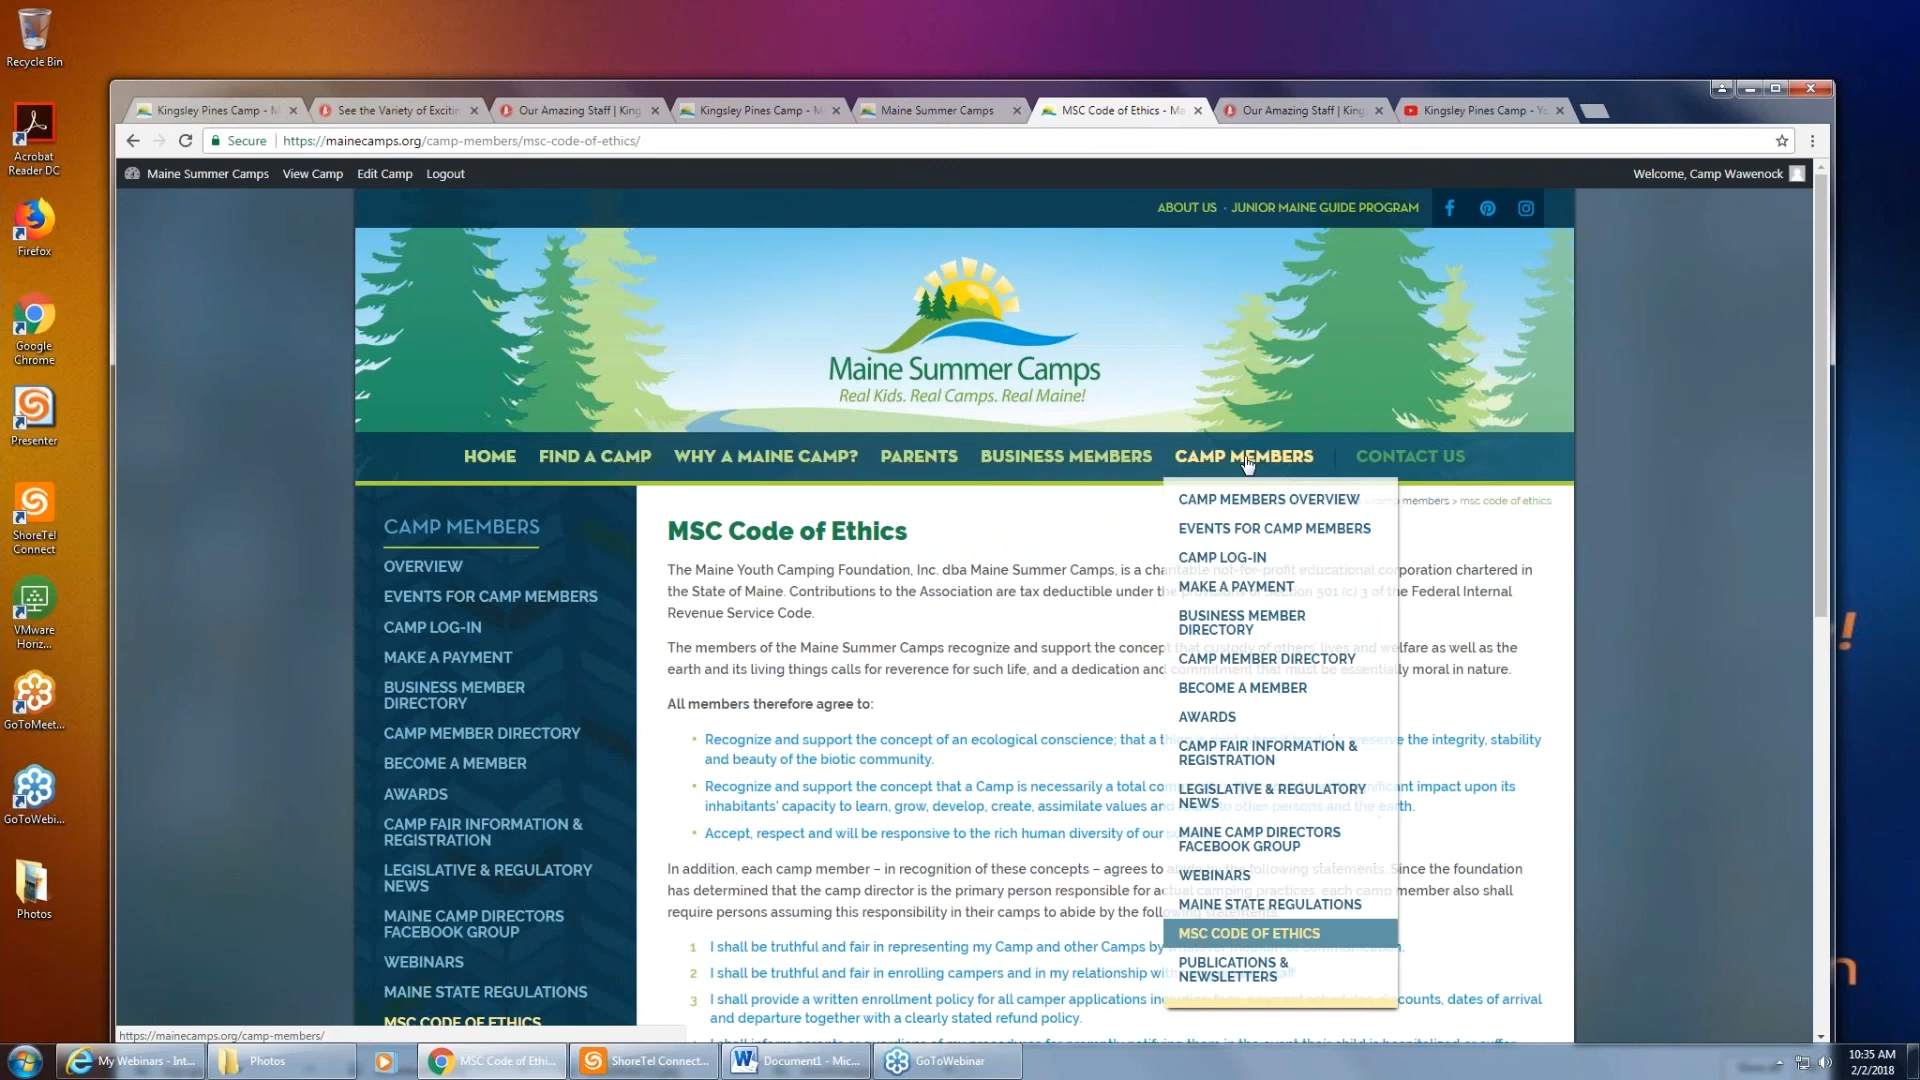 Recycle Bin
Acrobat
Reader DC
Firefox
Google
Chrome
Presenter
ShoreTel
Connect
VMware
Horiz...
GoToMeet...
GoToWebi...
Photos
Kingsley Pines Camp - M
See the Variety of Excitin
Our Amazing Staff | King
Kingsley Pines Camp - M
Maine Summer Camps
MSC Code of Ethics - Ma
Our Amazing Staff | King
Kingsley Pines Camp - Yo
Secure
https://mainecamps.org/camp-members/msc-code-of-ethics/
Maine Summer Camps View Camp Edit Camp Logout
Welcome, Camp Wawenock
ABOUT US - JUNIOR MAINE GUIDE PROGRAM
Maine Summer Camps
Real Kids. Real Camps. Real Maine!
HOME FIND A CAMP WHY A MAINE CAMP? PARENTS BUSINESS MEMBERS CAMP MEMBERS CONTACT US
CAMP MEMBERS
OVERVIEW
EVENTS FOR CAMP MEMBERS
CAMP LOG-IN
MAKE A PAYMENT
BUSINESS MEMBER
DIRECTORY
CAMP MEMBER DIRECTORY
BECOME A MEMBER
AWARDS
CAMP FAIR INFORMATION &
REGISTRATION
LEGISLATIVE & REGULATORY
NEWS
MAINE CAMP DIRECTORS
FACEBOOK GROUP
WEBINARS
MAINE STATE REGULATIONS
MSC CODE OF ETHICS
members > msc code of ethics
MSC Code of Ethics
The Maine Youth Camping Foundation, Inc. dba Maine Summer Camps, is a charitable not-for-profit educational corporation chartered in
the State of Maine. Contributions to the Association are tax deductible under the provisions of Section 501 (c) 3 of the Federal Internal
Revenue Service Code.
The members of the Maine Summer Camps recognize and support the concept that custody of others' lives and welfare as well as the
earth and its living things calls for reverence for such life, and a dedication and commitment that must be essentially moral in nature.
All members therefore agree to:
Recognize and support the concept of an ecological conscience; that a preserve the integrity, stability
and beauty of the biotic community.
Recognize and support the concept that a Camp is necessarily a total significant impact upon its
inhabitants' capacity to learn, grow, develop, create, assimilate values and to other persons and the earth.
Accept, respect and will be responsive to the rich human diversity of our
In addition, each camp member – in recognition of these concepts – agrees to abide by the following statements. Since the foundation
has determined that the camp director is the primary person responsible for actual camping practices, each camp member also shall
require persons assuming this responsibility in their camps to abide by the following statements.
1 I shall be truthful and fair in representing my Camp and other Camps by
2 I shall be truthful and fair in enrolling campers and in my relationship
3 I shall provide a written enrollment policy for all camper applications discounts, dates of arrival
and departure together with a clearly stated refund policy.
CAMP MEMBERS OVERVIEW
EVENTS FOR CAMP MEMBERS
CAMP LOG-IN
MAKE A PAYMENT
BUSINESS MEMBER
DIRECTORY
CAMP MEMBER DIRECTORY
BECOME A MEMBER
AWARDS
CAMP FAIR INFORMATION &
REGISTRATION
LEGISLATIVE & REGULATORY
NEWS
MAINE CAMP DIRECTORS
FACEBOOK GROUP
WEBINARS
MAINE STATE REGULATIONS
MSC CODE OF ETHICS
PUBLICATIONS &
NEWSLETTERS
https://mainecamps.org/camp-members/
My Webinars - Int...
Photos
MSC Code of Ethi...
ShoreTel Connect...
Document1 - Mic...
GoToWebinar
10:35 AM
2/2/2018